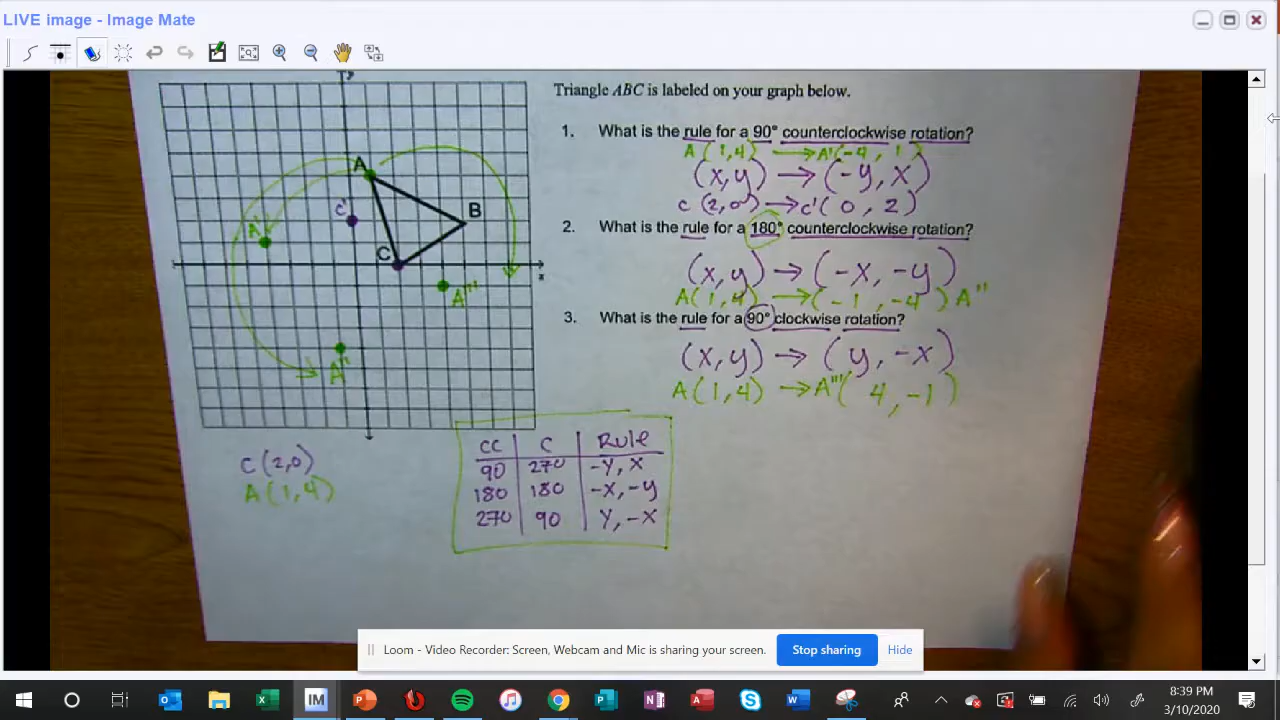 LIVE image - Image Mate
Triangle ABC is labeled on your graph below.
1. What is the rule for a 90° counterclockwise rotation?
A(1,4) → A'(-4, 1)
(x,y) → (-y, x)
C (2,0) → C'(0, 2)
2. What is the rule for a 180° counterclockwise rotation?
(x,y) → (-x, -y)
A(1,4) → (-1, -4) A"
3. What is the rule for a 90° clockwise rotation?
(x,y) → (y, -x)
A(1,4) → A'''(4, -1)
y
A
B
C'
A'
C
x
A'''
A"
C(2,0)
A(1,4)
CC C Rule
90 270 -y, x
180 180 -x, -y
270 90 y, -x
Loom - Video Recorder: Screen, Webcam and Mic is sharing your screen. Stop sharing Hide
IM
8:39 PM
3/10/2020